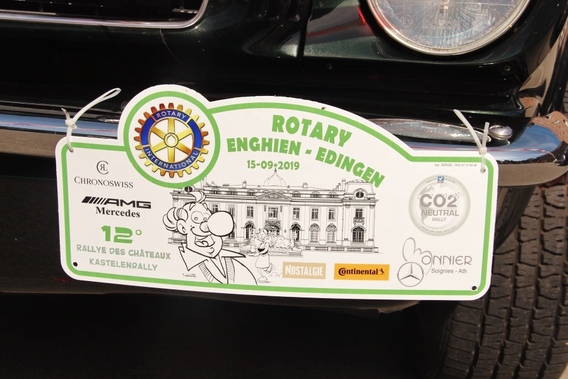 ROTARY
INTERNATIONAL
ROTARY
ENGHIEN - EDINGEN
15-09-2019
CHRONOSWISS
AMG
Mercedes
12°
RALLYE DES CHÂTEAUX
KASTELENRALLY
NOSTALGIE
Continental
CO2
NEUTRAL
RALLY
MONNIER
Soignies - Ath